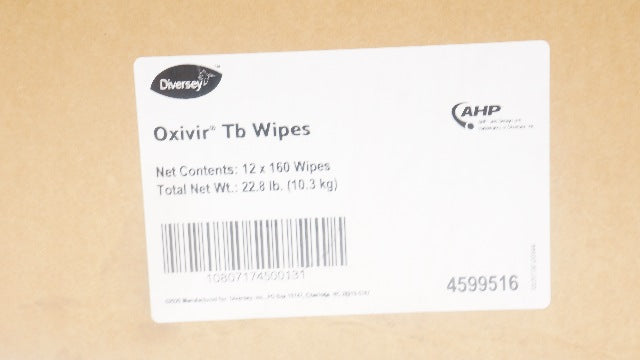 Diversey™
AHP
Oxivir® Tb Wipes
Net Contents: 12 x 160 Wipes
Total Net Wt.: 22.8 lb. (10.3 kg)
10807174500131
4599516